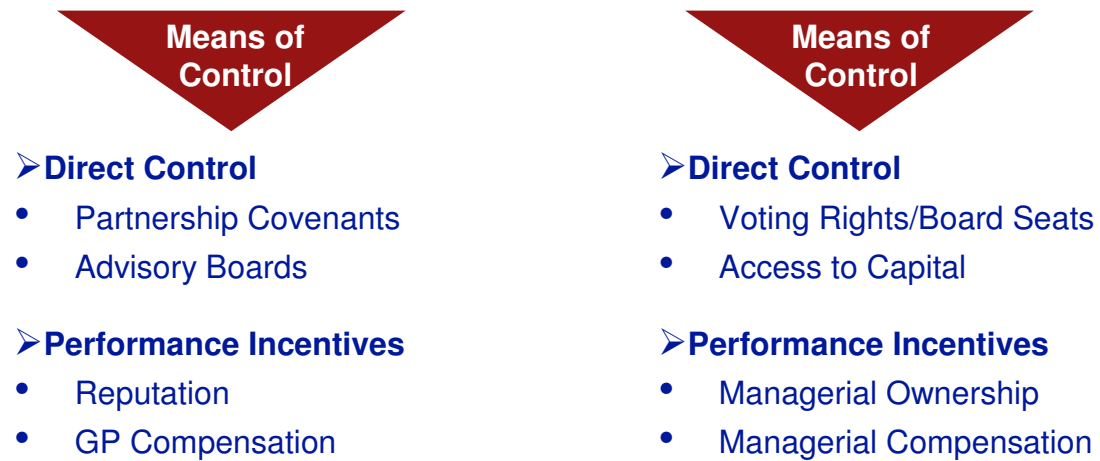 Means of
Control
➢Direct Control
• Partnership Covenants
• Advisory Boards
➢Performance Incentives
• Reputation
• GP Compensation
Means of
Control
➢Direct Control
• Voting Rights/Board Seats
• Access to Capital
➢Performance Incentives
• Managerial Ownership
• Managerial Compensation